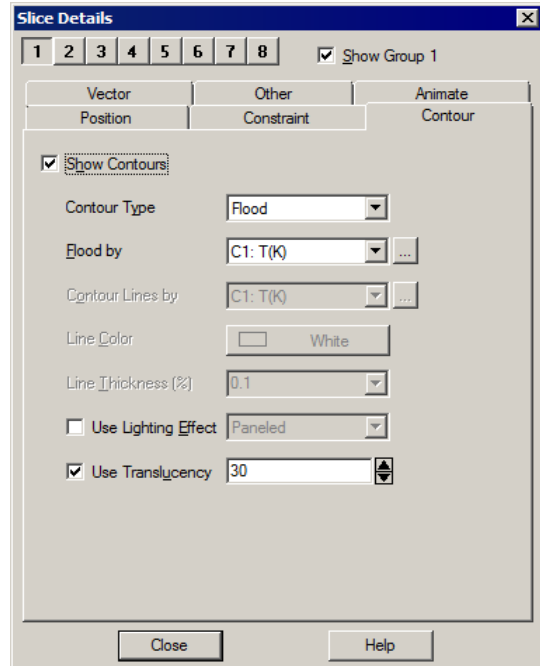 Slice Details
1 2 3 4 5 6 7 8 Show Group 1
Vector Other Animate
Position Constraint Contour
Show Contours
Contour Type Flood
Flood by C1: T(K) ...
Contour Lines by C1: T(K) ...
Line Color White
Line Thickness (%) 0.1
Use Lighting Effect Paneled
Use Translucency 30
Close Help